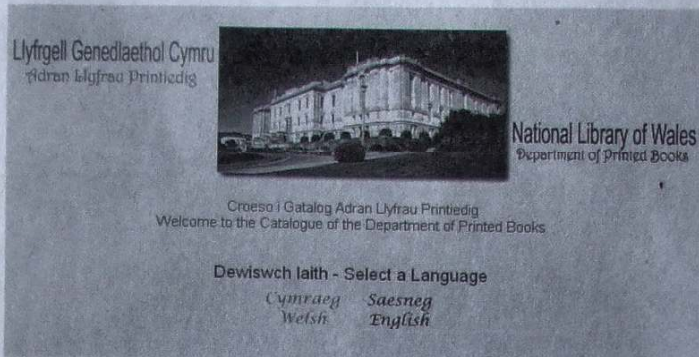 Llyfrgell Genedlaethol Cymru
Adran Llyfrau Printiedig
National Library of Wales
Department of Printed Books
Croeso i Gatalog Adran Llyfrau Printiedig
Welcome to the Catalogue of the Department of Printed Books
Dewiswch Iaith - Select a Language
Cymraeg Saesneg
Welsh English